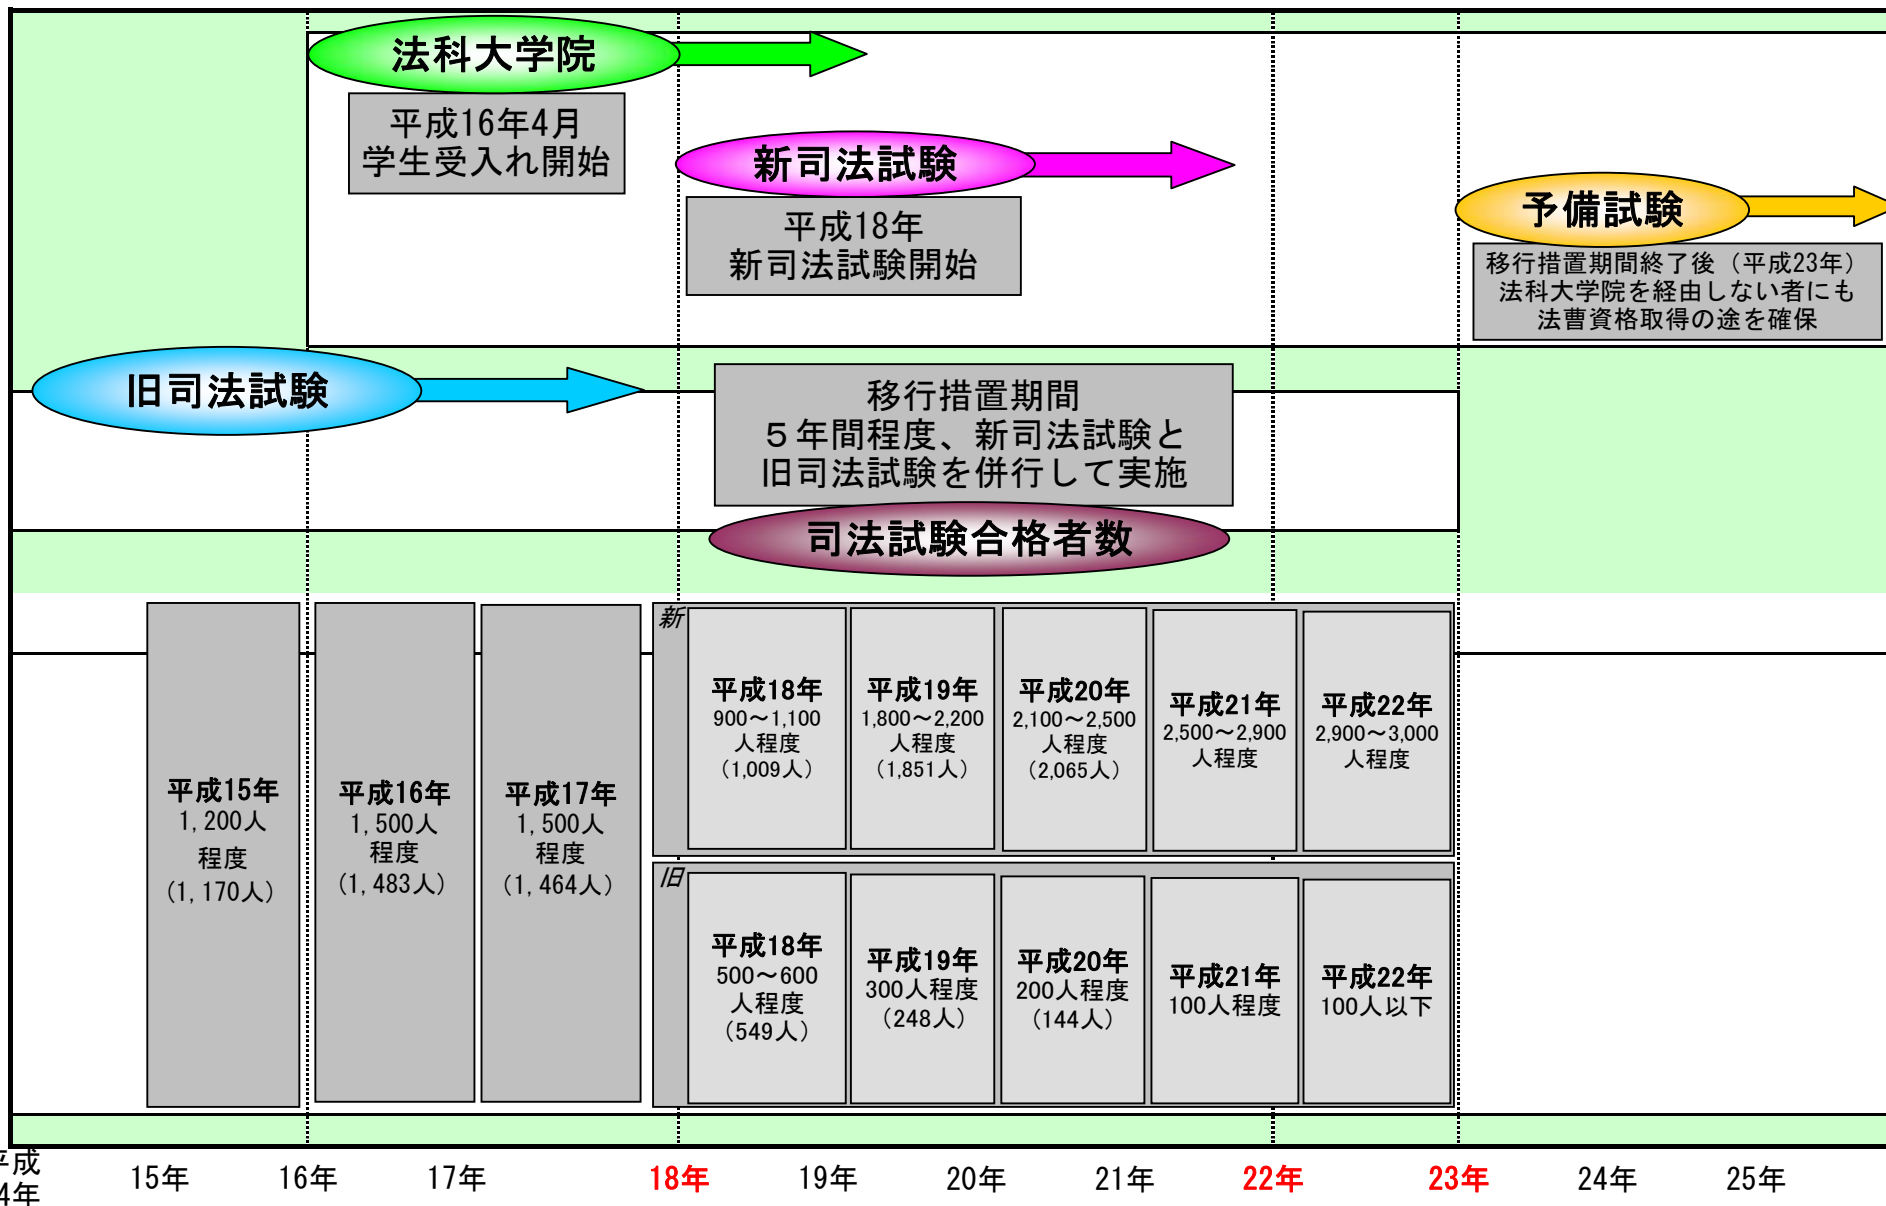 法科大学院
平成16年4月
学生受入れ開始
新司法試験
平成18年
新司法試験開始
予備試験
移行措置期間終了後（平成23年）
法科大学院を経由しない者にも
法曹資格取得の途を確保
旧司法試験
移行措置期間
５年間程度、新司法試験と
旧司法試験を併行して実施
司法試験合格者数
平成15年
1,200人
程度
（1,170人）
平成16年
1,500人
程度
（1,483人）
平成17年
1,500人
程度
（1,464人）
新
平成18年
900～1,100
人程度
（1,009人）
平成19年
1,800～2,200
人程度
（1,851人）
平成20年
2,100～2,500
人程度
（2,065人）
平成21年
2,500～2,900
人程度
平成22年
2,900～3,000
人程度
旧
平成18年
500～600
人程度
（549人）
平成19年
300人程度
（248人）
平成20年
200人程度
（144人）
平成21年
100人程度
平成22年
100人以下
平成
4年
15年
16年
17年
18年
19年
20年
21年
22年
23年
24年
25年